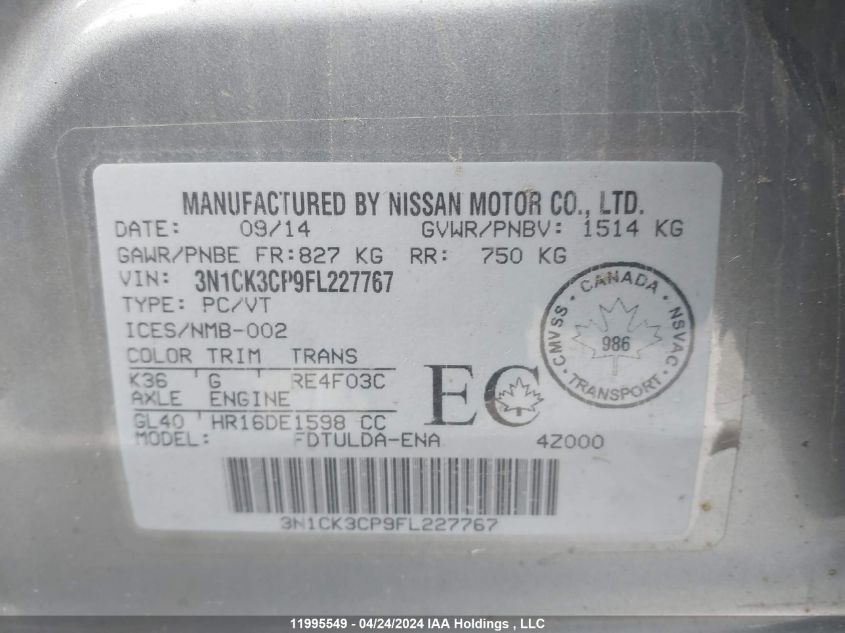 MANUFACTURED BY NISSAN MOTOR CO., LTD.
DATE: 09/14 GVWR/PNBV: 1514 KG
GAWR/PNBE FR:827 KG RR: 750 KG
VIN: 3N1CK3CP9FL227767
TYPE: PC/VT
ICES/NMB-002
COLOR TRIM TRANS
K36 G RE4F03C
AXLE ENGINE
GL40 HR16DE1598 CC
MODEL: FDTULDA-ENA 4Z000
EC
· CANADA ·
CMVSS NSVAC
986
TRANSPORT
3N1CK3CP9FL227767
11995549 - 04/24/2024 IAA Holdings , LLC